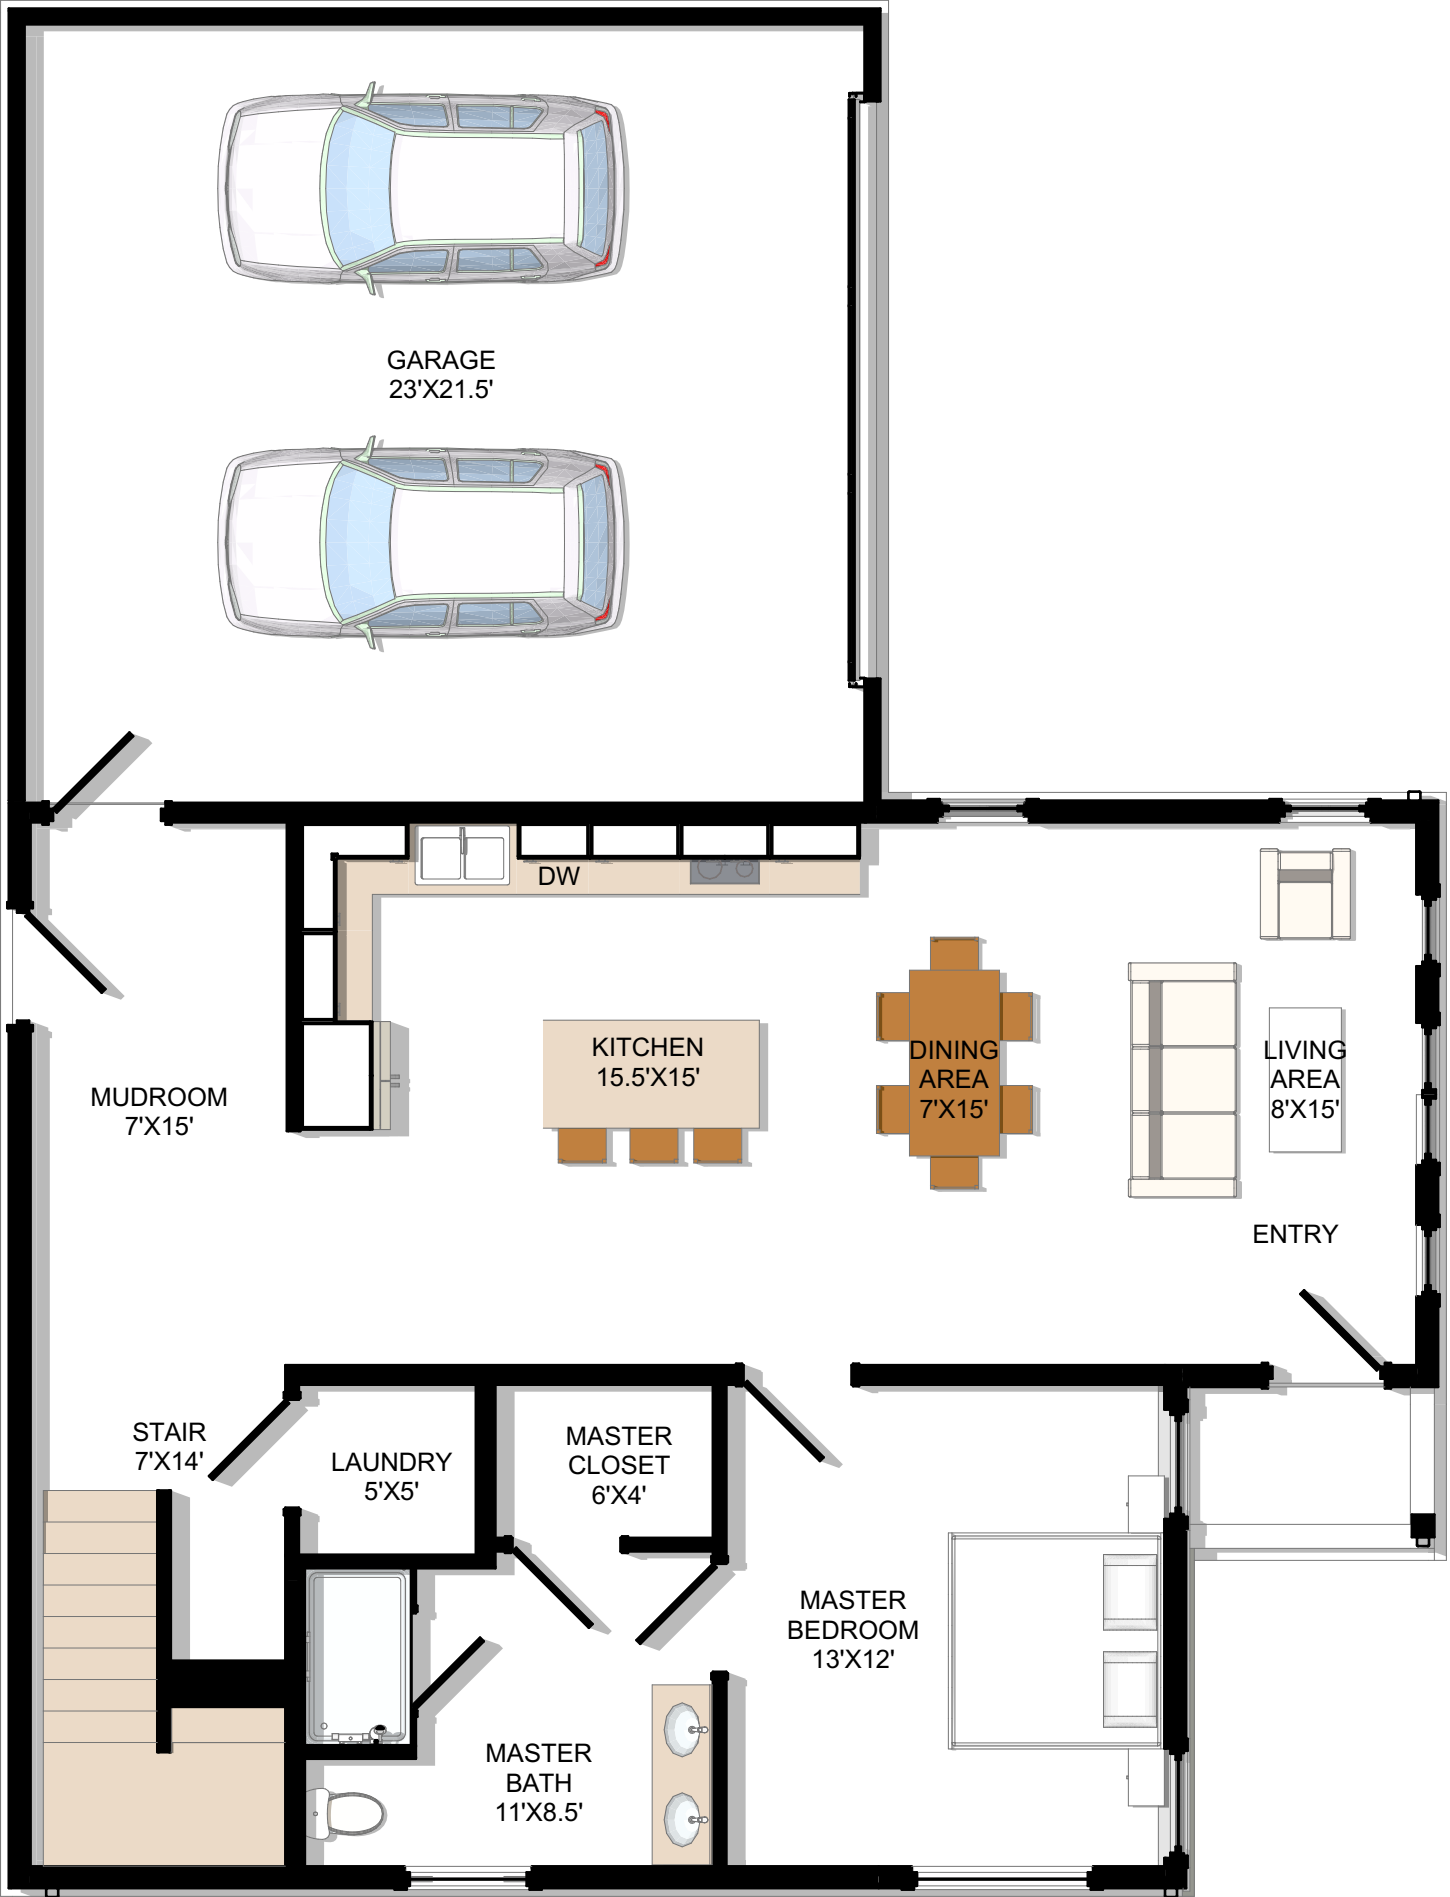 GARAGE
23'X21.5'
DW
KITCHEN
15.5'X15'
DINING
AREA
7'X15'
LIVING
AREA
8'X15'
MUDROOM
7'X15'
ENTRY
STAIR
7'X14'
LAUNDRY
5'X5'
MASTER
CLOSET
6'X4'
MASTER
BEDROOM
13'X12'
MASTER
BATH
11'X8.5'